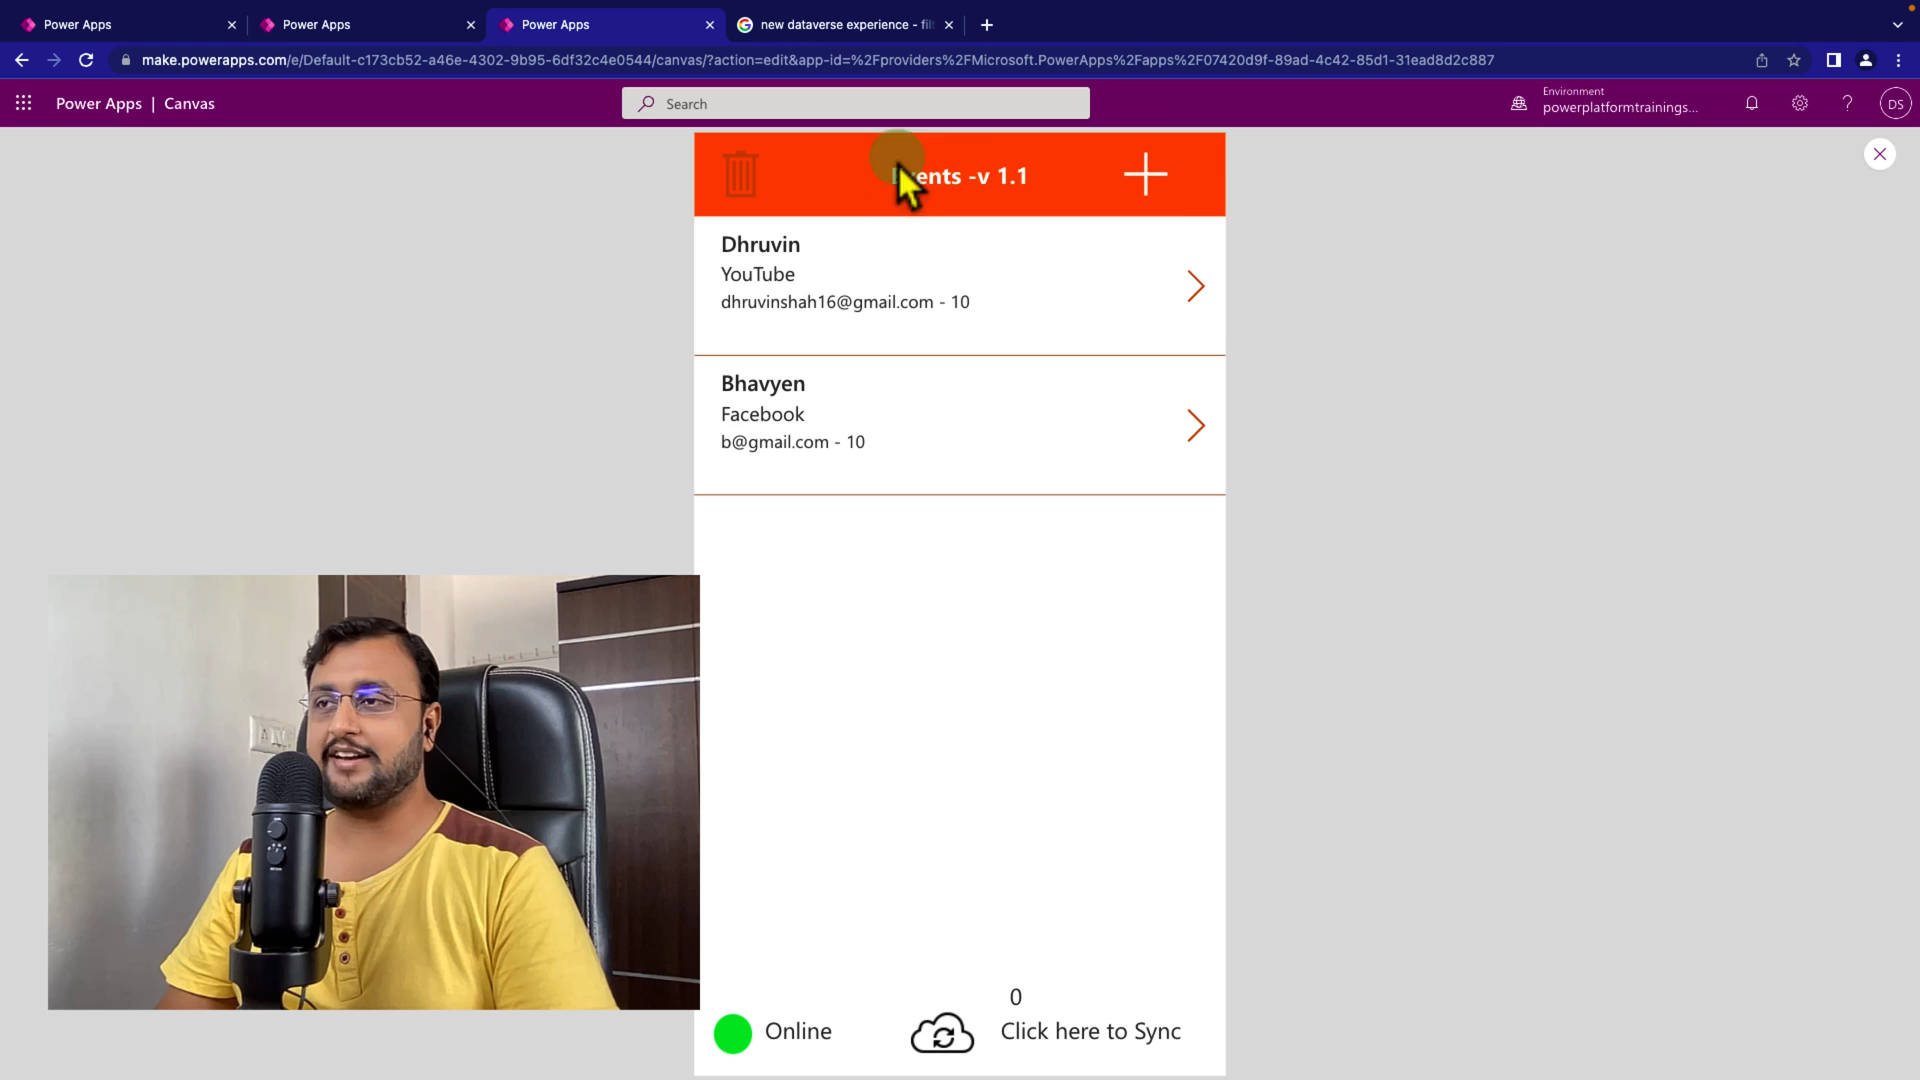 Power Apps
Power Apps
Power Apps
new dataverse experience - fil
make.powerapps.com/e/Default-c173cb52-a46e-4302-9b95-6df32c4e0544/canvas/?action=edit&app-id=%2Fproviders%2FMicrosoft.PowerApps%2Fapps%2F07420d9f-89ad-4c42-85d1-31ead8d2c887
Power Apps | Canvas
Search
Environment
powerplatformtrainings...
DS
-v 1.1
Dhruvin
YouTube
dhruvinshah16@gmail.com - 10
Bhavyen
Facebook
b@gmail.com - 10
0
Online
Click here to Sync